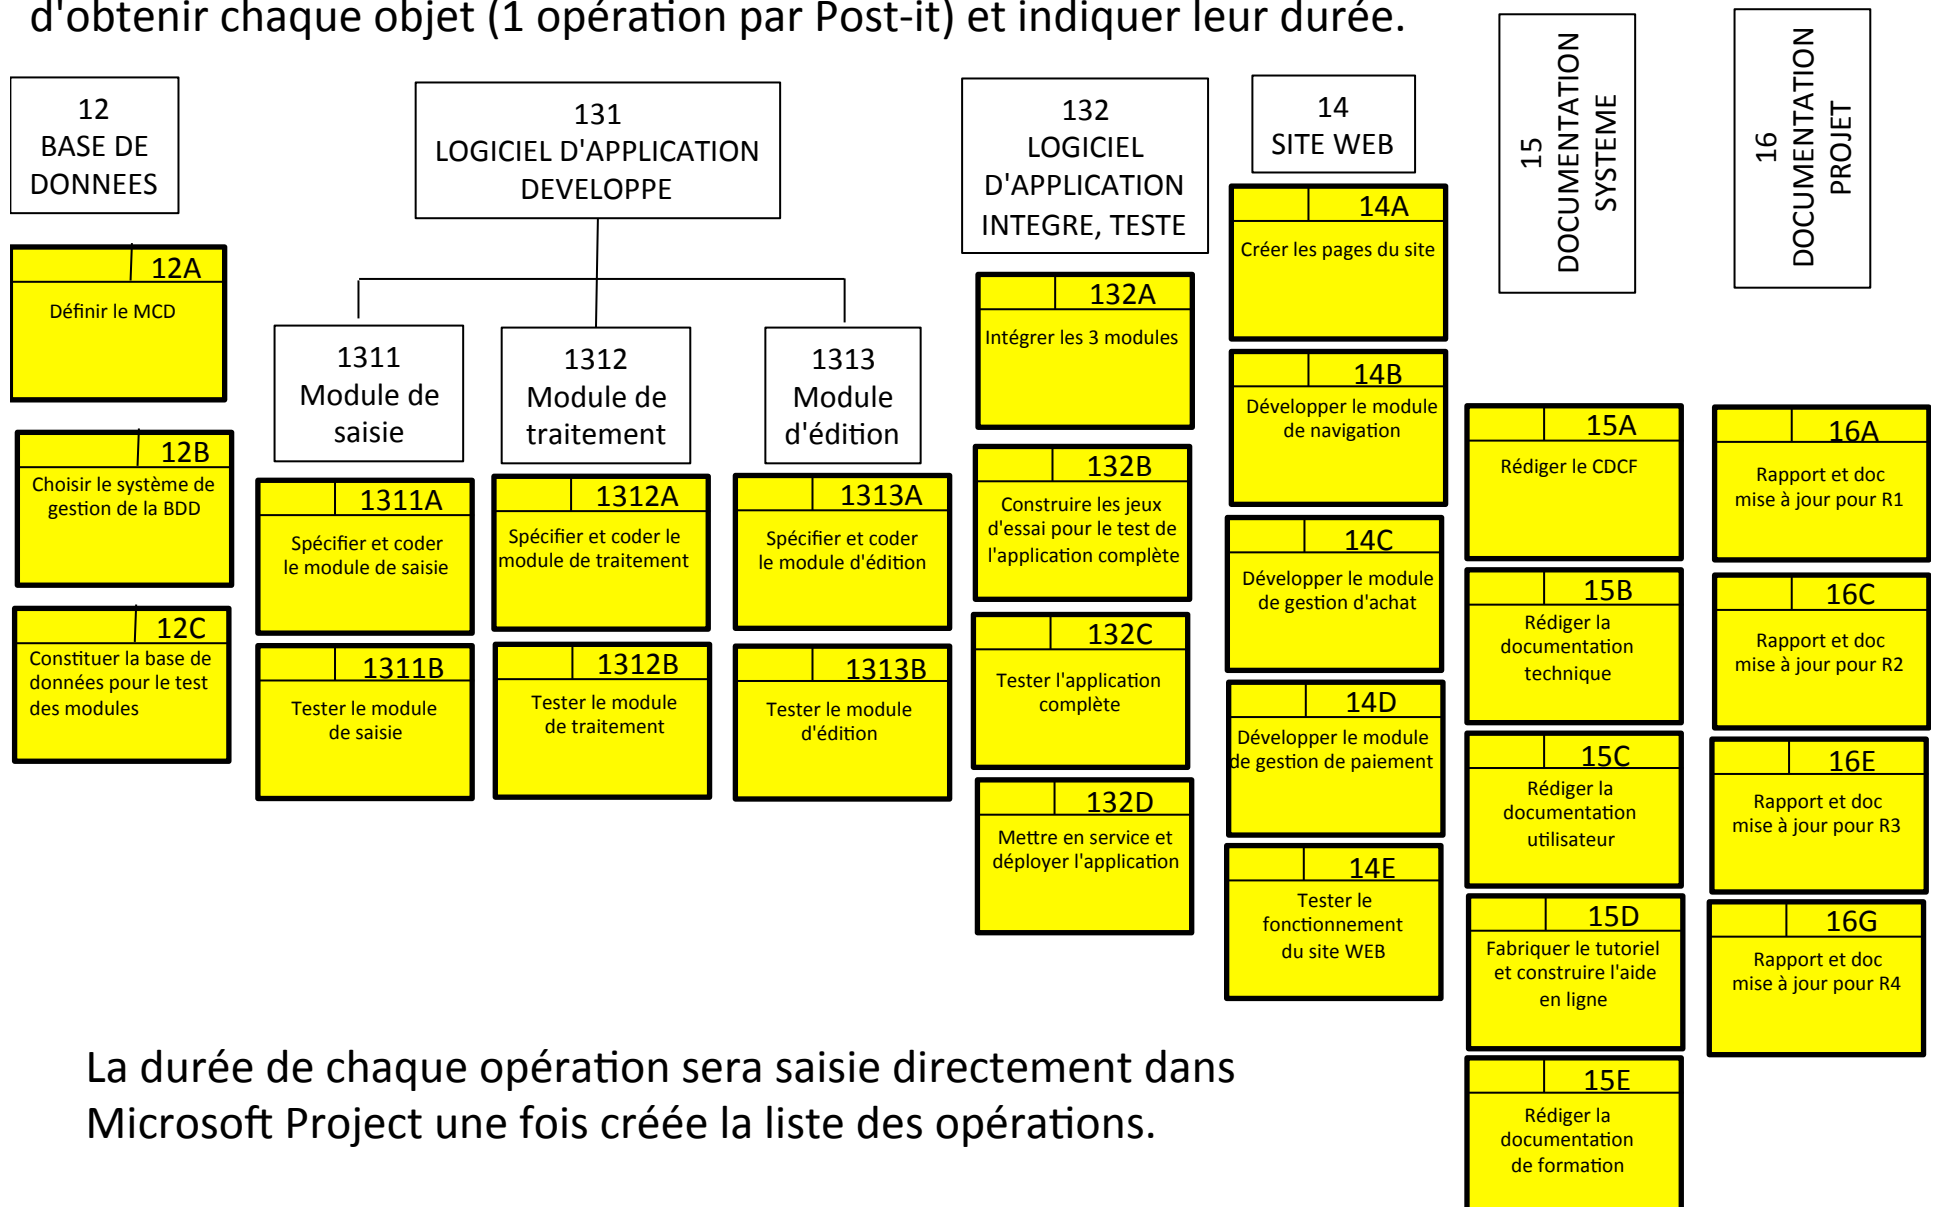 d'obtenir chaque objet (1 opération par Post-it) et indiquer leur durée.
12
BASE DE
DONNEES
12A
Définir le MCD
12B
Choisir le système de
gestion de la BDD
12C
Constituer la base de
données pour le test
des modules
131
LOGICIEL D'APPLICATION
DEVELOPPE
1311
Module de
saisie
1311A
Spécifier et coder
le module de saisie
1311B
Tester le module
de saisie
1312
Module de
traitement
1312A
Spécifier et coder le
module de traitement
1312B
Tester le module
de traitement
1313
Module
d'édition
1313A
Spécifier et coder
le module d'édition
1313B
Tester le module
d'édition
132
LOGICIEL
D'APPLICATION
INTEGRE, TESTE
132A
Intégrer les 3 modules
132B
Construire les jeux
d'essai pour le test de
l'application complète
132C
Tester l'application
complète
132D
Mettre en service et
déployer l'application
14
SITE WEB
14A
Créer les pages du site
14B
Développer le module
de navigation
14C
Développer le module
de gestion d'achat
14D
Développer le module
de gestion de paiement
14E
Tester le
fonctionnement
du site WEB
15
DOCUMENTATION
SYSTEME
15A
Rédiger le CDCF
15B
Rédiger la
documentation
technique
15C
Rédiger la
documentation
utilisateur
15D
Fabriquer le tutoriel
et construire l'aide
en ligne
15E
Rédiger la
documentation
de formation
16
DOCUMENTATION
PROJET
16A
Rapport et doc
mise à jour pour R1
16C
Rapport et doc
mise à jour pour R2
16E
Rapport et doc
mise à jour pour R3
16G
Rapport et doc
mise à jour pour R4
La durée de chaque opération sera saisie directement dans
Microsoft Project une fois créée la liste des opérations.